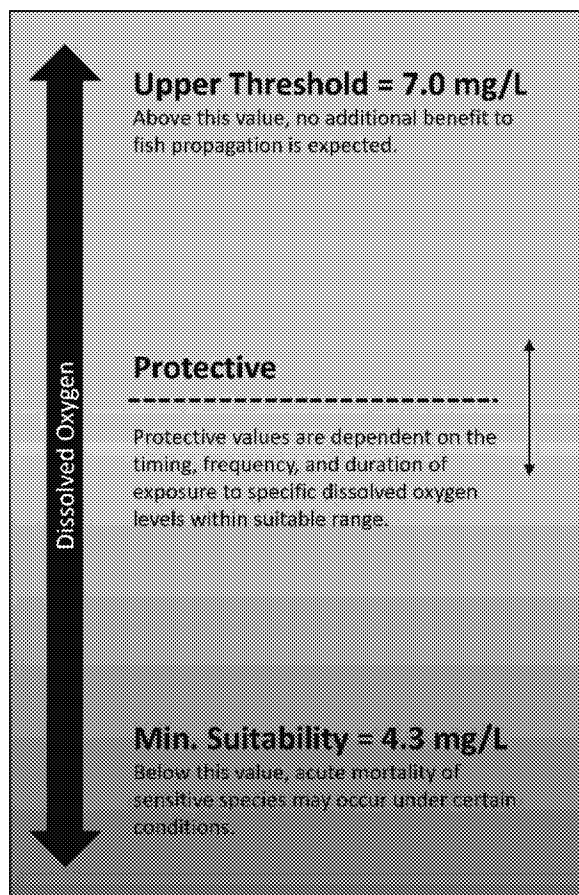 Upper Threshold = 7.0 mg/L
Above this value, no additional benefit to
fish propagation is expected.
Protective
Protective values are dependent on the
timing, frequency, and duration of
exposure to specific dissolved oxygen
levels within suitable range.
Dissolved Oxygen
Min. Suitability = 4.3 mg/L
Below this value, acute mortality of
sensitive species may occur under certain
conditions.